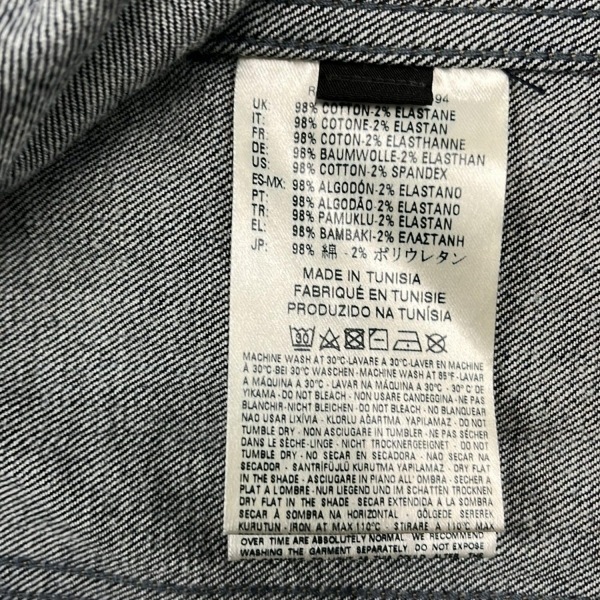 94
UK: 98% COTTON-2% ELASTANE
IT: 98% COTONE-2% ELASTAN
FR: 98% COTON-2% ELASTHANNE
DE: 98% BAUMWOLLE-2% ELASTHAN
US: 98% COTTON-2% SPANDEX
ES-MX: 98% ALGODÓN-2% ELASTANO
PT: 98% ALGODÃO-2% ELASTANO
TR: 98% PAMUKLU-2% ELASTAN
EL: 98% BAMBAKI-2% ΕΛΑΣΤΑΝΗ
JP: 98% 綿 -2% ポリウレタン
MADE IN TUNISIA
FABRIQUÉ EN TUNISIE
PRODUZIDO NA TUNÍSIA
30
MACHINE WASH AT 30°C-LAVARE A 30°C-LAVER EN MACHINE
À 30°C-BEI 30°C WASCHEN-MACHINE WASH AT 85°F-LAVAR
A MÁQUINA A 30°C - LAVAR NA MÁQUINA A 30°C - 30° C' DE
YIKAMA - DO NOT BLEACH - NON USARE CANDEGGINA-NE PAS
BLANCHIR-NICHT BLEICHEN - DO NOT BLEACH - NO BLANQUEAR
NAO USAR LIXÍVIA - KLORLU AĞARTMA YAPILAMAZ - DO NOT
TUMBLE DRY - NON ASCIUGARE IN TUMBLER - NE PAS SÉCHER
DANS LE SÈCHE-LINGE - NICHT TROCKNERGEEIGNET - DO NOT
TUMBLE DRY - NO SECAR EN SECADORA - NÃO SECAR NA
SECADOR - SANTRİFÜJLÜ KURUTMA YAPILAMAZ - DRY FLAT
IN THE SHADE - ASCIUGARE IN PIANO ALL' OMBRA - SECHER A
PLAT A L'OMBRE - NUR LIEGEND UND IM SCHATTEN TROCKNEN
DRY FLAT IN THE SHADE - SECAR EXTENDIDA A LA SOMBRA - SECAR
À SOMBRA NA HORIZONTAL - GÖLGEDE SEREREK
KURUTUN - IRON AT MAX 110°C - STIRARE A 110°C MAX
OVER TIME ARE ABSOLUTELY NORMAL. WE RECOMMEND
WASHING THE GARMENT SEPARATELY. DO NOT EXPOSE